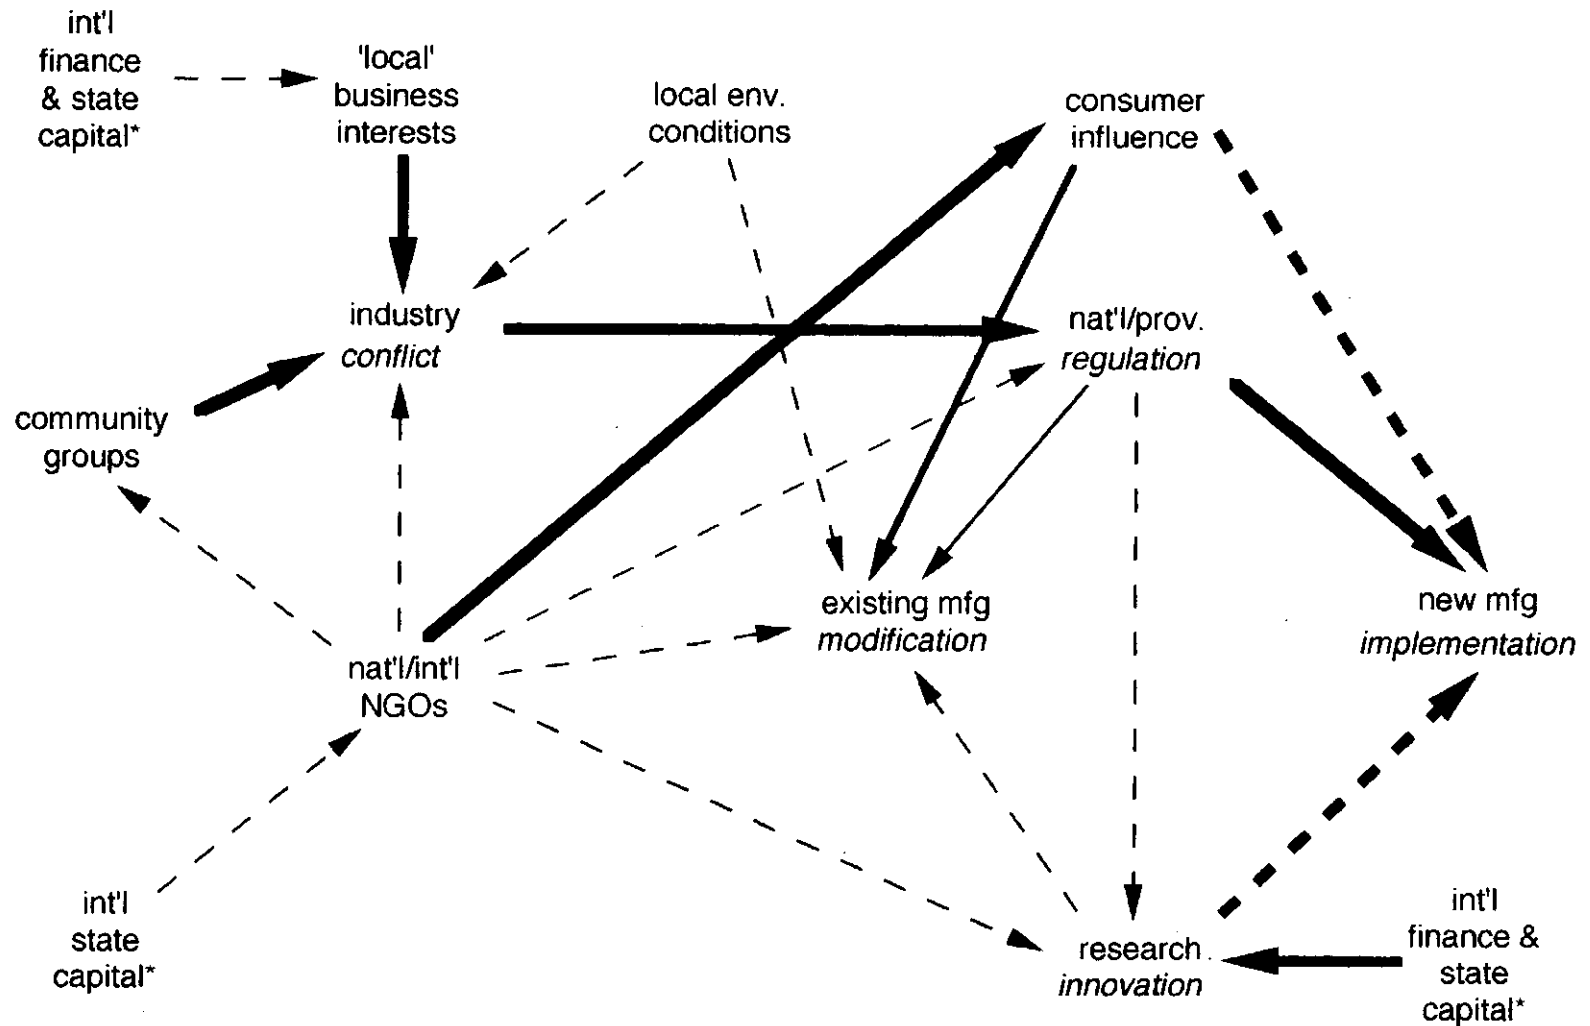 int'l
finance
& state
capital*
'local'
business
interests
local env.
conditions
consumer
influence
industry
conflict
nat'l/prov.
regulation
community
groups
existing mfg
modification
new mfg
implementation
nat'l/int'l
NGOs
int'l
state
capital*
research
innovation
int'l
finance &
state
capital*